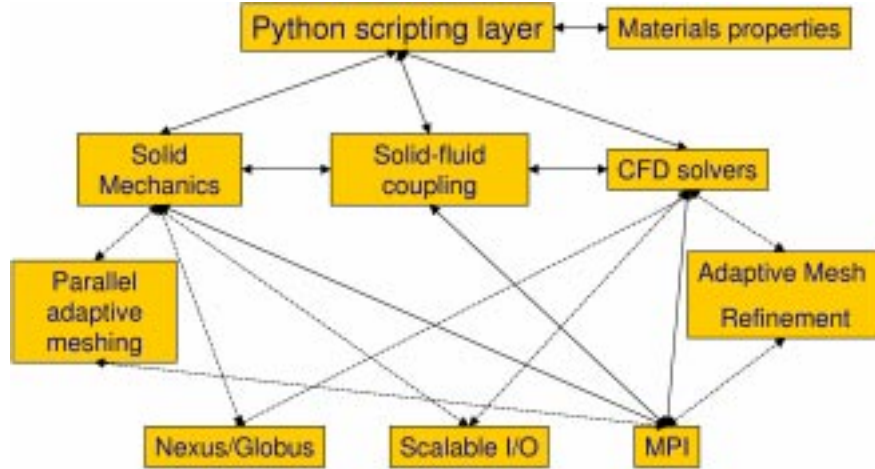 Python scripting layer
Materials properties
Solid
Mechanics
Solid-fluid
coupling
CFD solvers
Parallel
adaptive
meshing
Adaptive Mesh
Refinement
Nexus/Globus
Scalable I/O
MPI